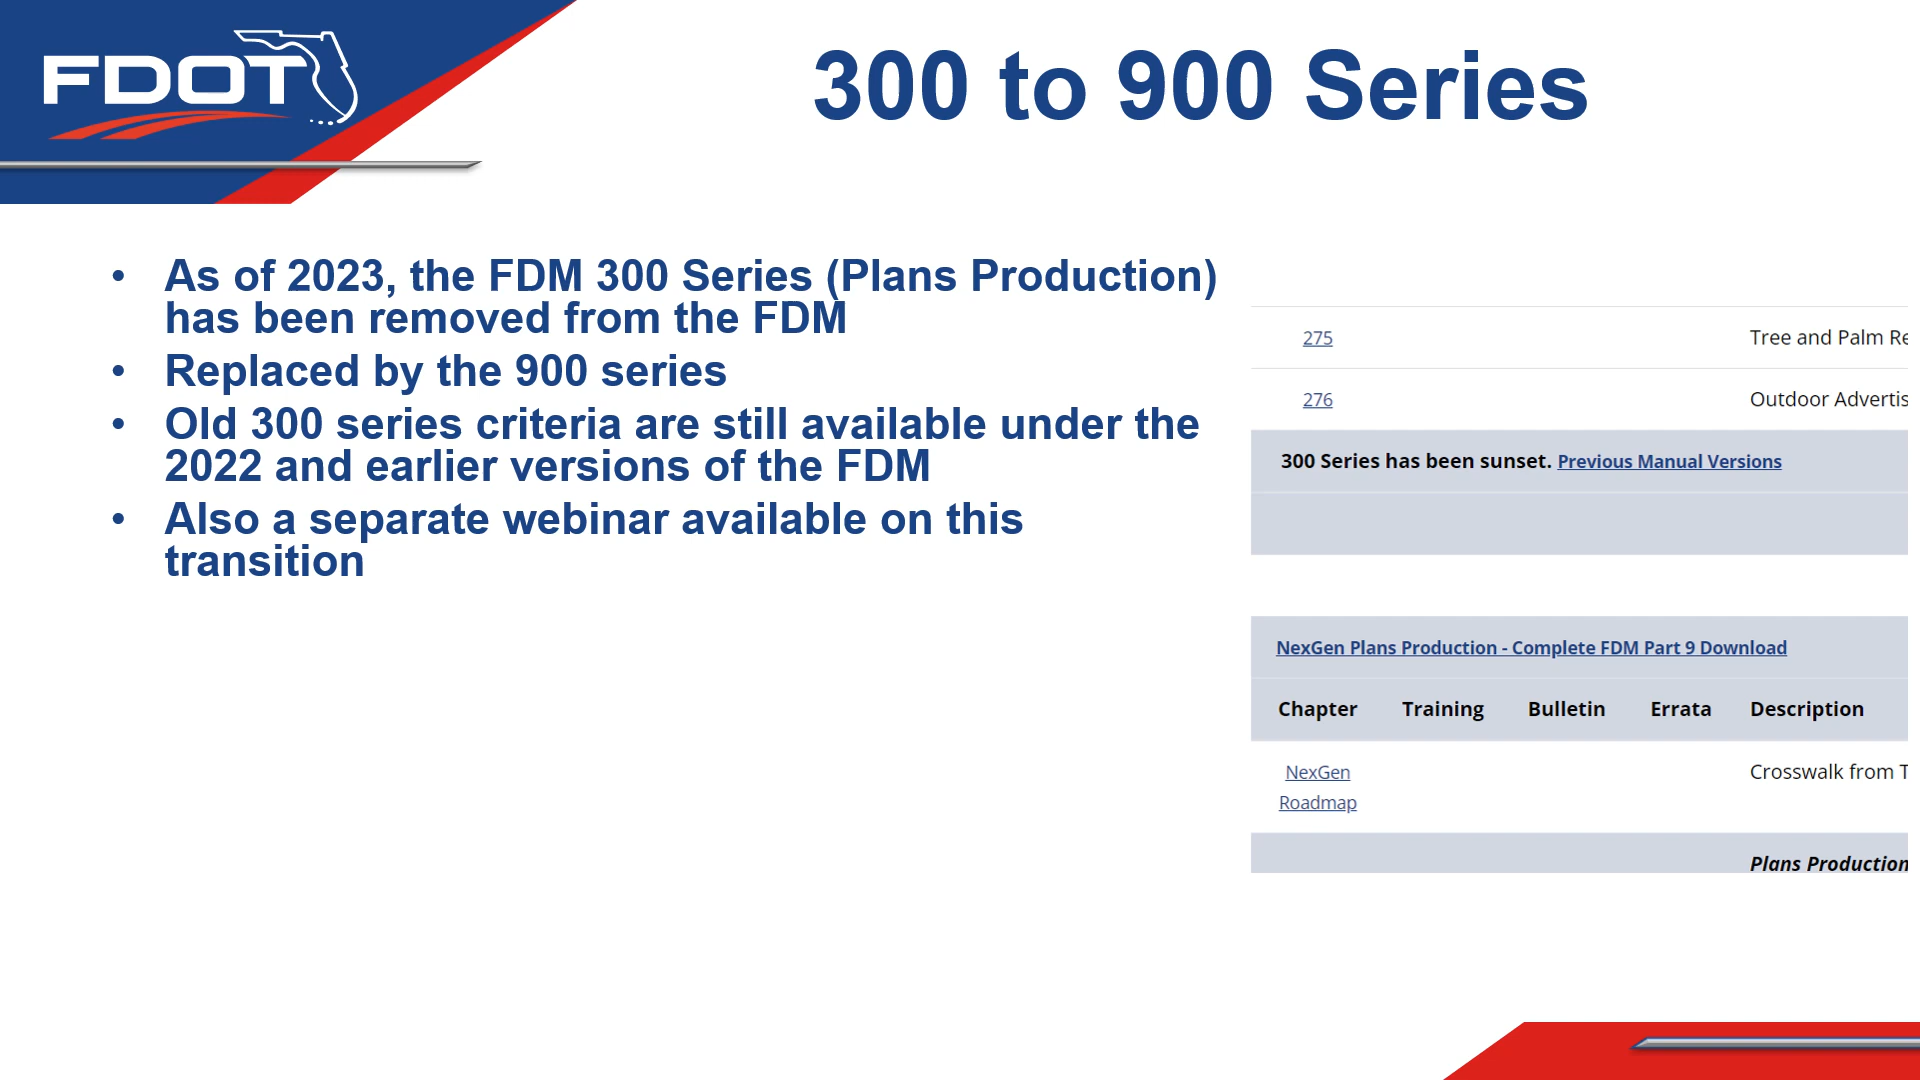 FDOT
300 to 900 Series
• As of 2023, the FDM 300 Series (Plans Production)
has been removed from the FDM
• Replaced by the 900 series
• Old 300 series criteria are still available under the
2022 and earlier versions of the FDM
• Also a separate webinar available on this
transition
275 Tree and Palm Re
276 Outdoor Advertis
300 Series has been sunset. Previous Manual Versions
NexGen Plans Production - Complete FDM Part 9 Download
Chapter Training Bulletin Errata Description
NexGen Crosswalk from T
Roadmap
Plans Production